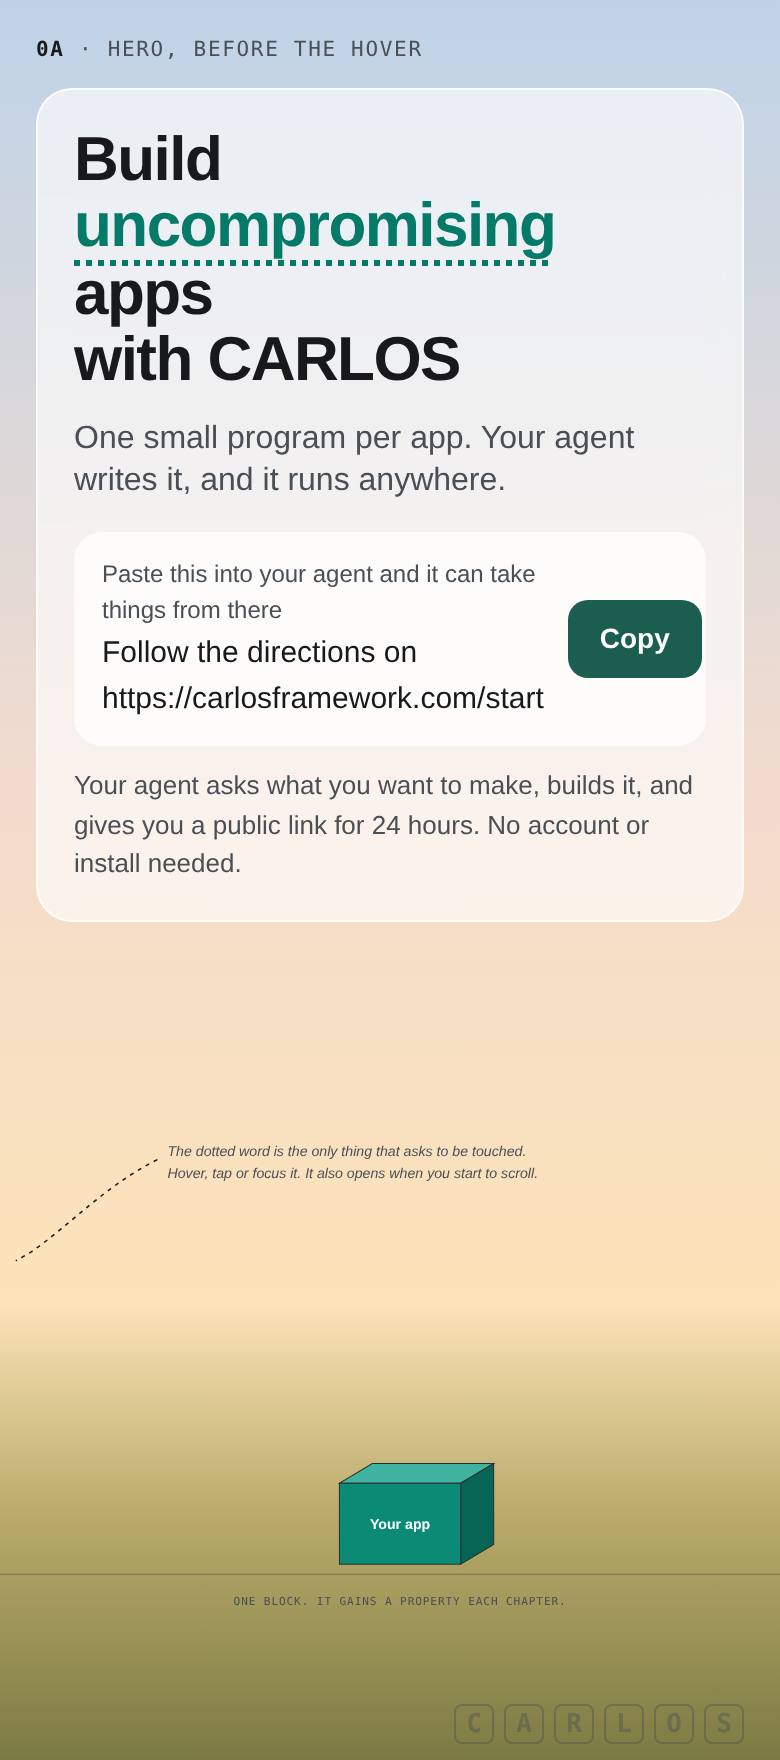 0A · HERO, BEFORE THE HOVER
Build
uncompromising
apps
with CARLOS
One small program per app. Your agent
writes it, and it runs anywhere.
Paste this into your agent and it can take
things from there
Follow the directions on
https://carlosframework.com/start
Copy
Your agent asks what you want to make, builds it, and
gives you a public link for 24 hours. No account or
install needed.
The dotted word is the only thing that asks to be touched.
Hover, tap or focus it. It also opens when you start to scroll.
Your app
ONE BLOCK. IT GAINS A PROPERTY EACH CHAPTER.
C A R L O S